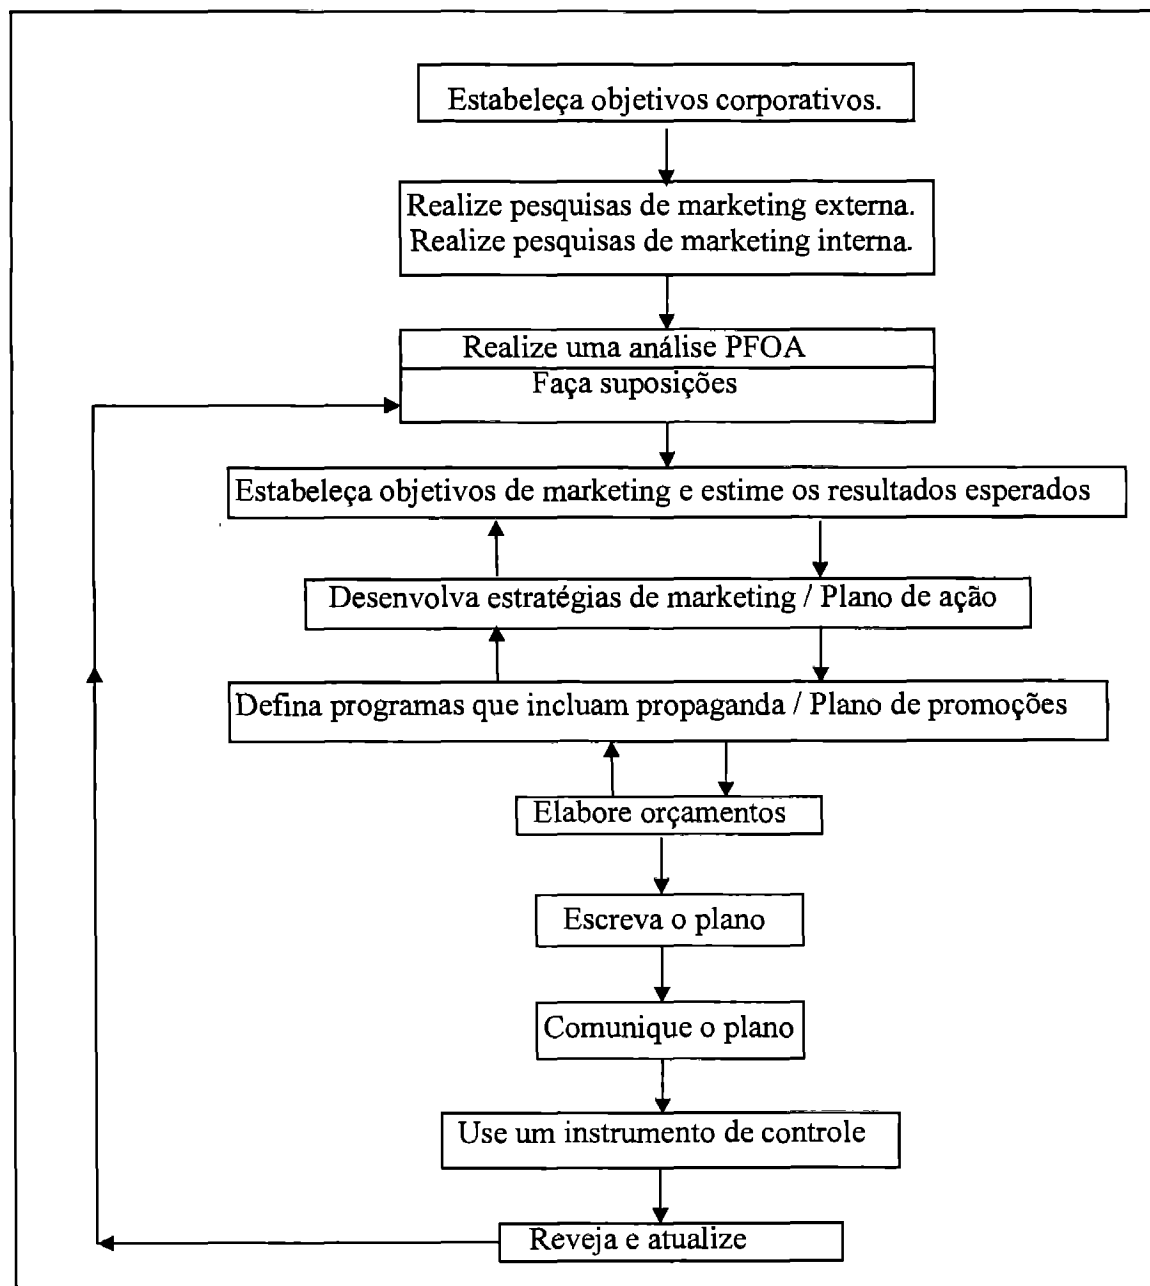 Estabeleça objetivos corporativos.
Realize pesquisas de marketing externa.
Realize pesquisas de marketing interna.
Realize uma análise PFOA
Faça suposições
Estabeleça objetivos de marketing e estime os resultados esperados
Desenvolva estratégias de marketing / Plano de ação
Defina programas que incluam propaganda / Plano de promoções
Elabore orçamentos
Escreva o plano
Comunique o plano
Use um instrumento de controle
Reveja e atualize